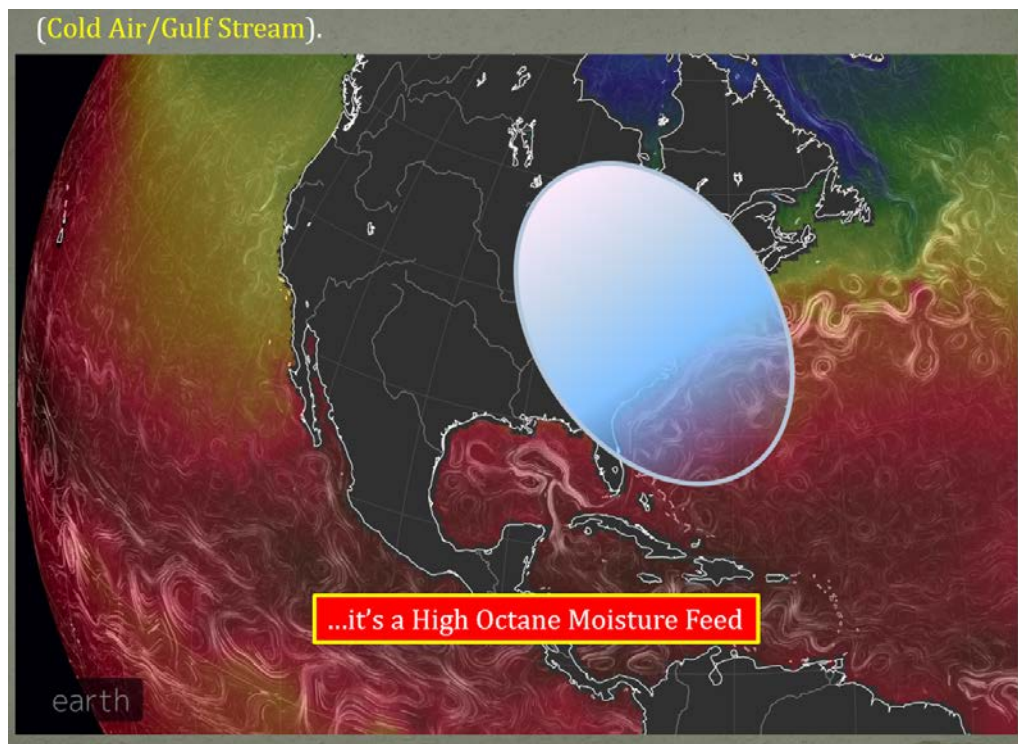 (Cold Air/Gulf Stream).
...it's a High Octane Moisture Feed
earth